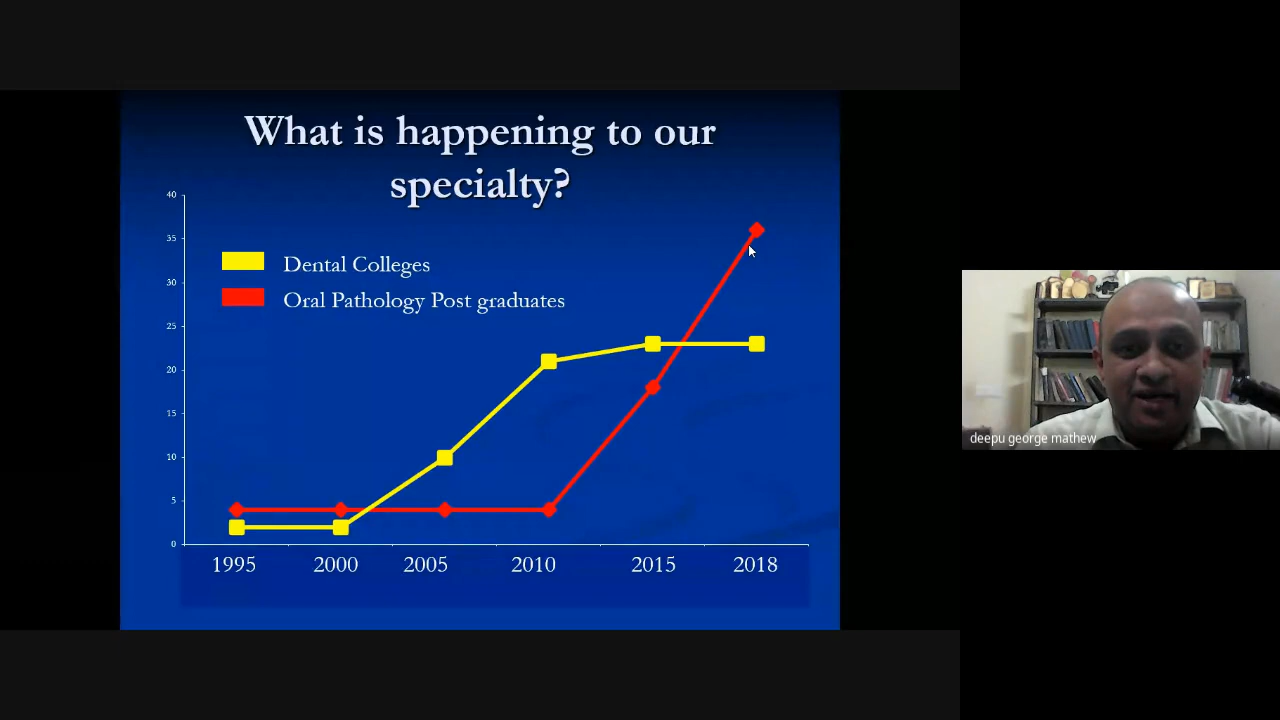 What is happening to our
specialty?
40
35
30
25
20
15
10
5
0
Dental Colleges
Oral Pathology Post graduates
1995 2000 2005 2010 2015 2018
deepu george mathew